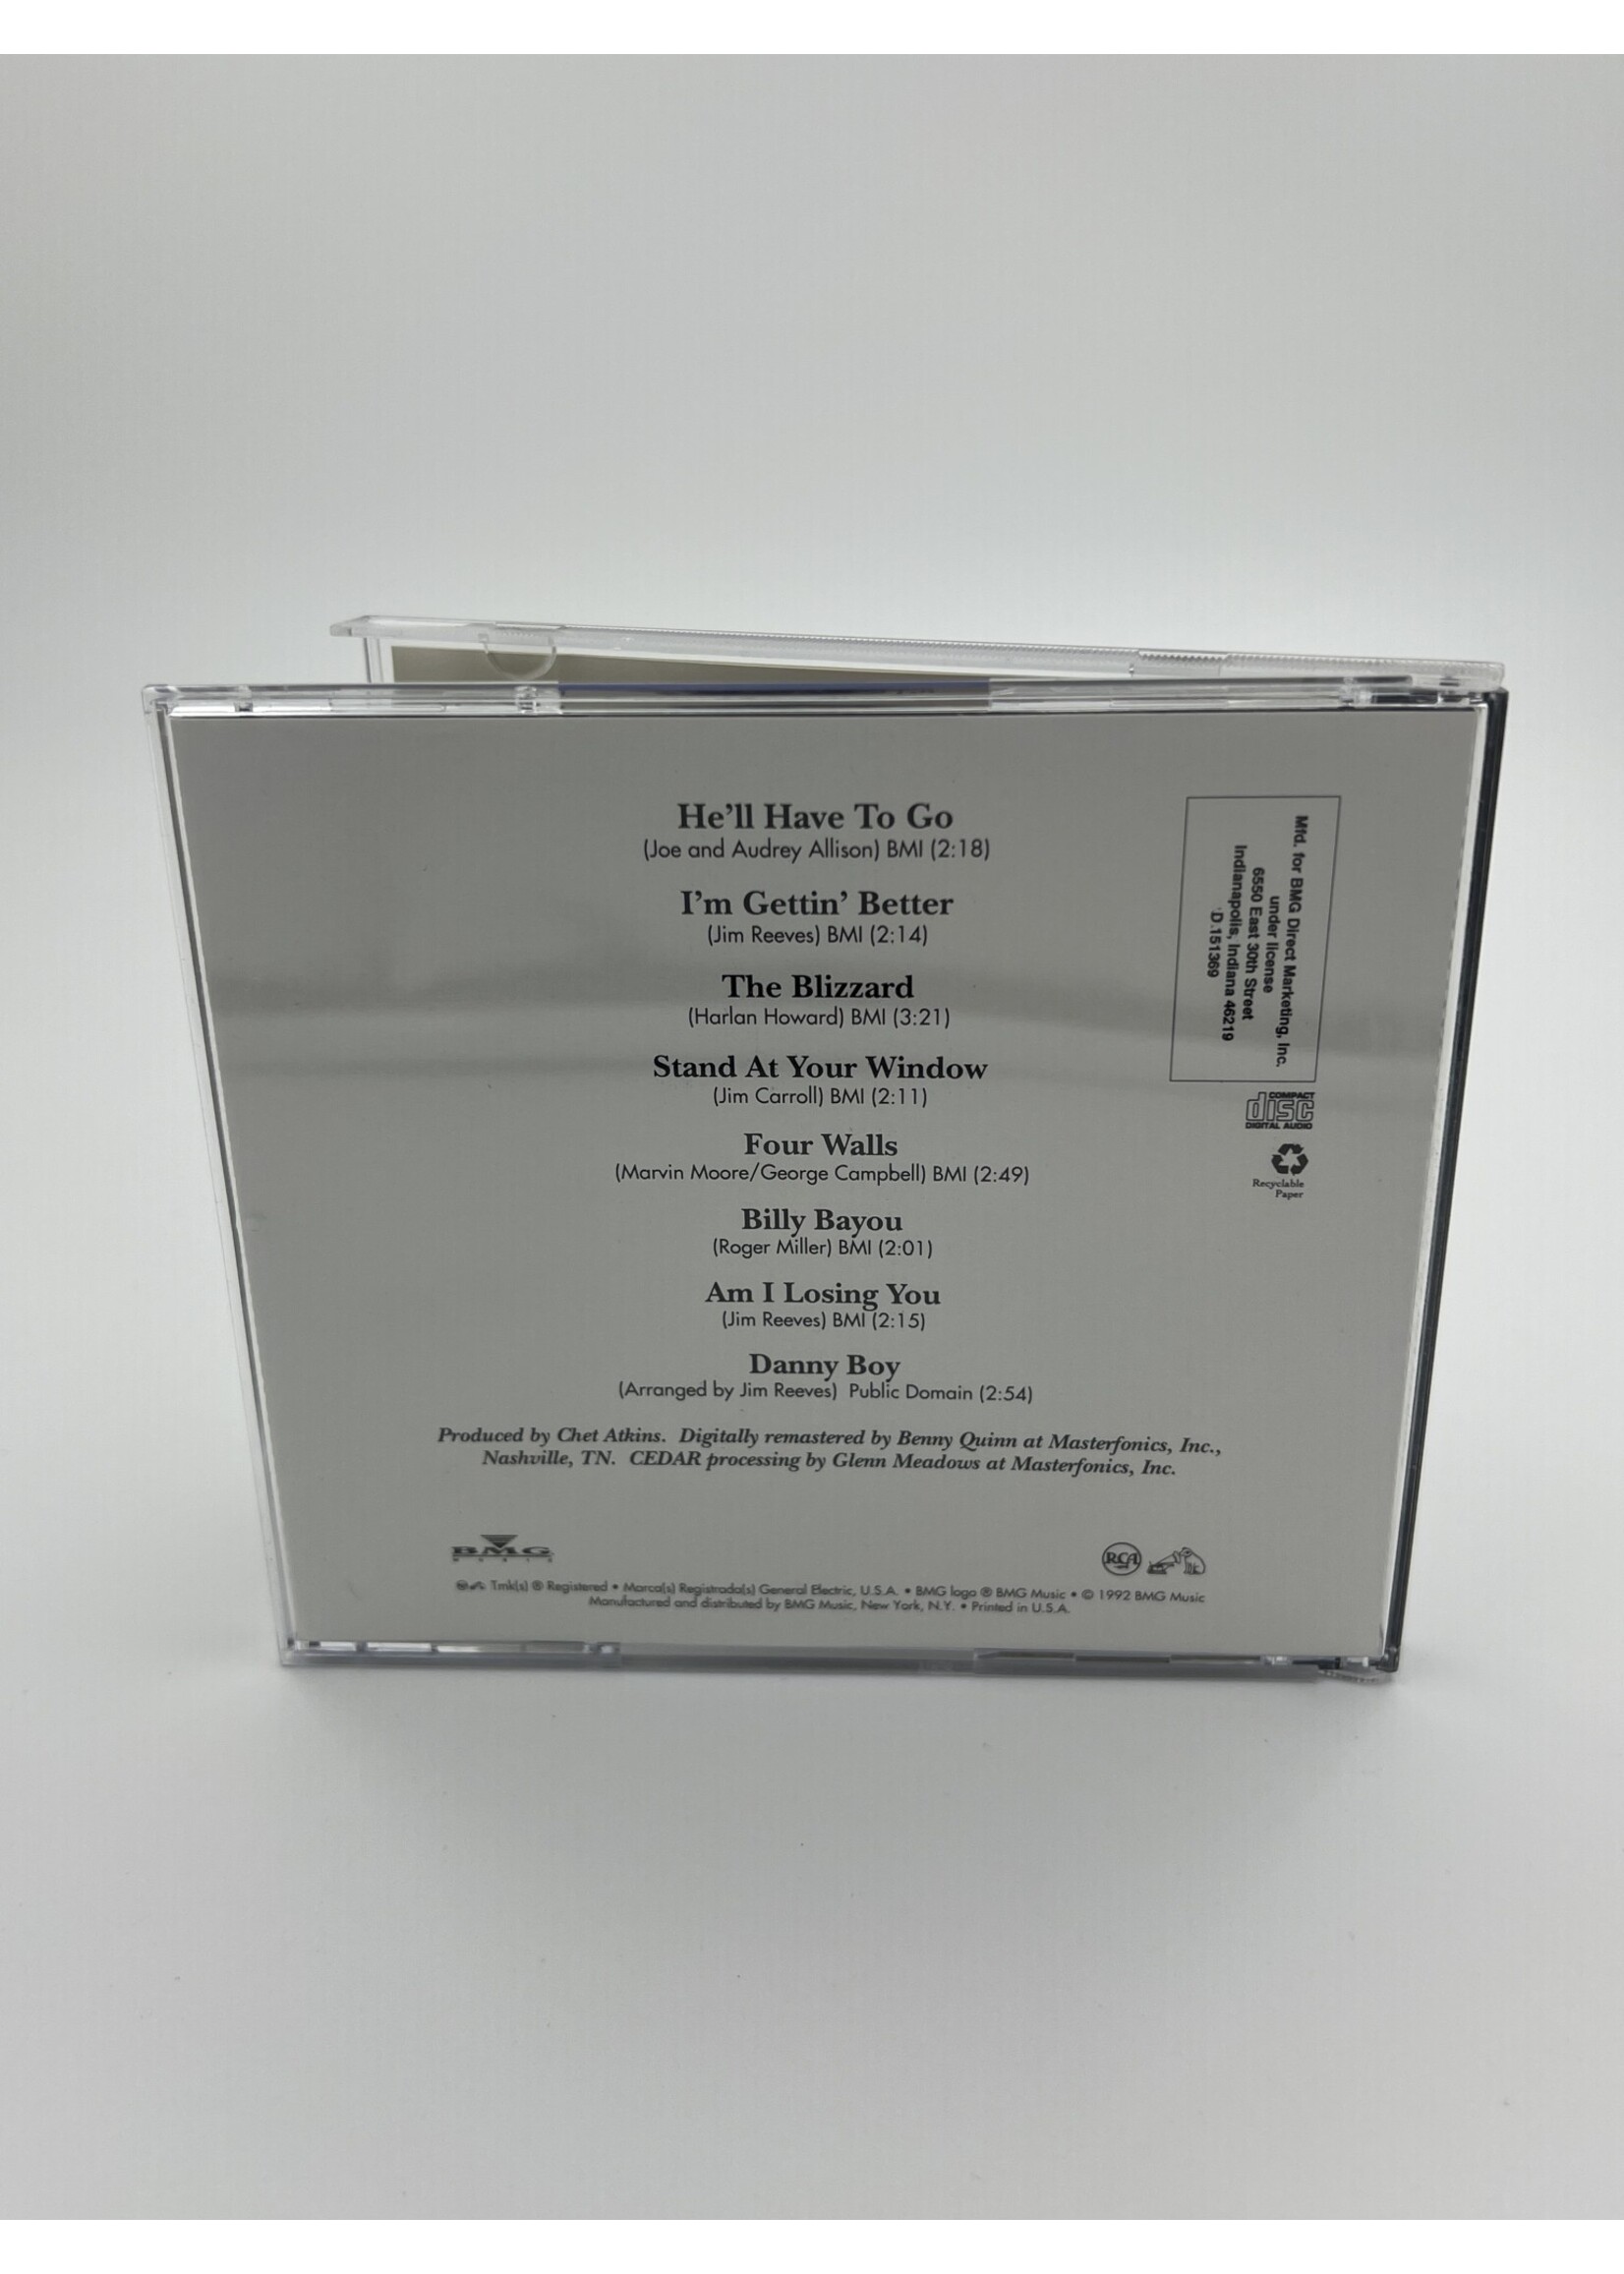 He'll Have To Go
(Joe and Audrey Allison) BMI (2:18)
I'm Gettin' Better
(Jim Reeves) BMI (2:14)
The Blizzard
(Harlan Howard) BMI (3:21)
Stand At Your Window
(Jim Carroll) BMI (2:11)
Four Walls
(Marvin Moore/George Campbell) BMI (2:49)
Billy Bayou
(Roger Miller) BMI (2:01)
Am I Losing You
(Jim Reeves) BMI (2:15)
Danny Boy
(Arranged by Jim Reeves) Public Domain (2:54)
Produced by Chet Atkins. Digitally remastered by Benny Quinn at Masterfonics, Inc.,
Nashville, TN. CEDAR processing by Glenn Meadows at Masterfonics, Inc.
Mfd. for BMG Direct Marketing, Inc.
under license
6550 East 30th Street
Indianapolis, Indiana 46219
D.151369
COMPACT
disc
DIGITAL AUDIO
Recyclable
Paper
BMG
MUSIC
RCA
Tmk(s) ® Registered • Marca(s) Registrada(s) General Electric, U.S.A. • BMG logo ® BMG Music • © 1992 BMG Music
Manufactured and distributed by BMG Music, New York, N.Y. • Printed in U.S.A.